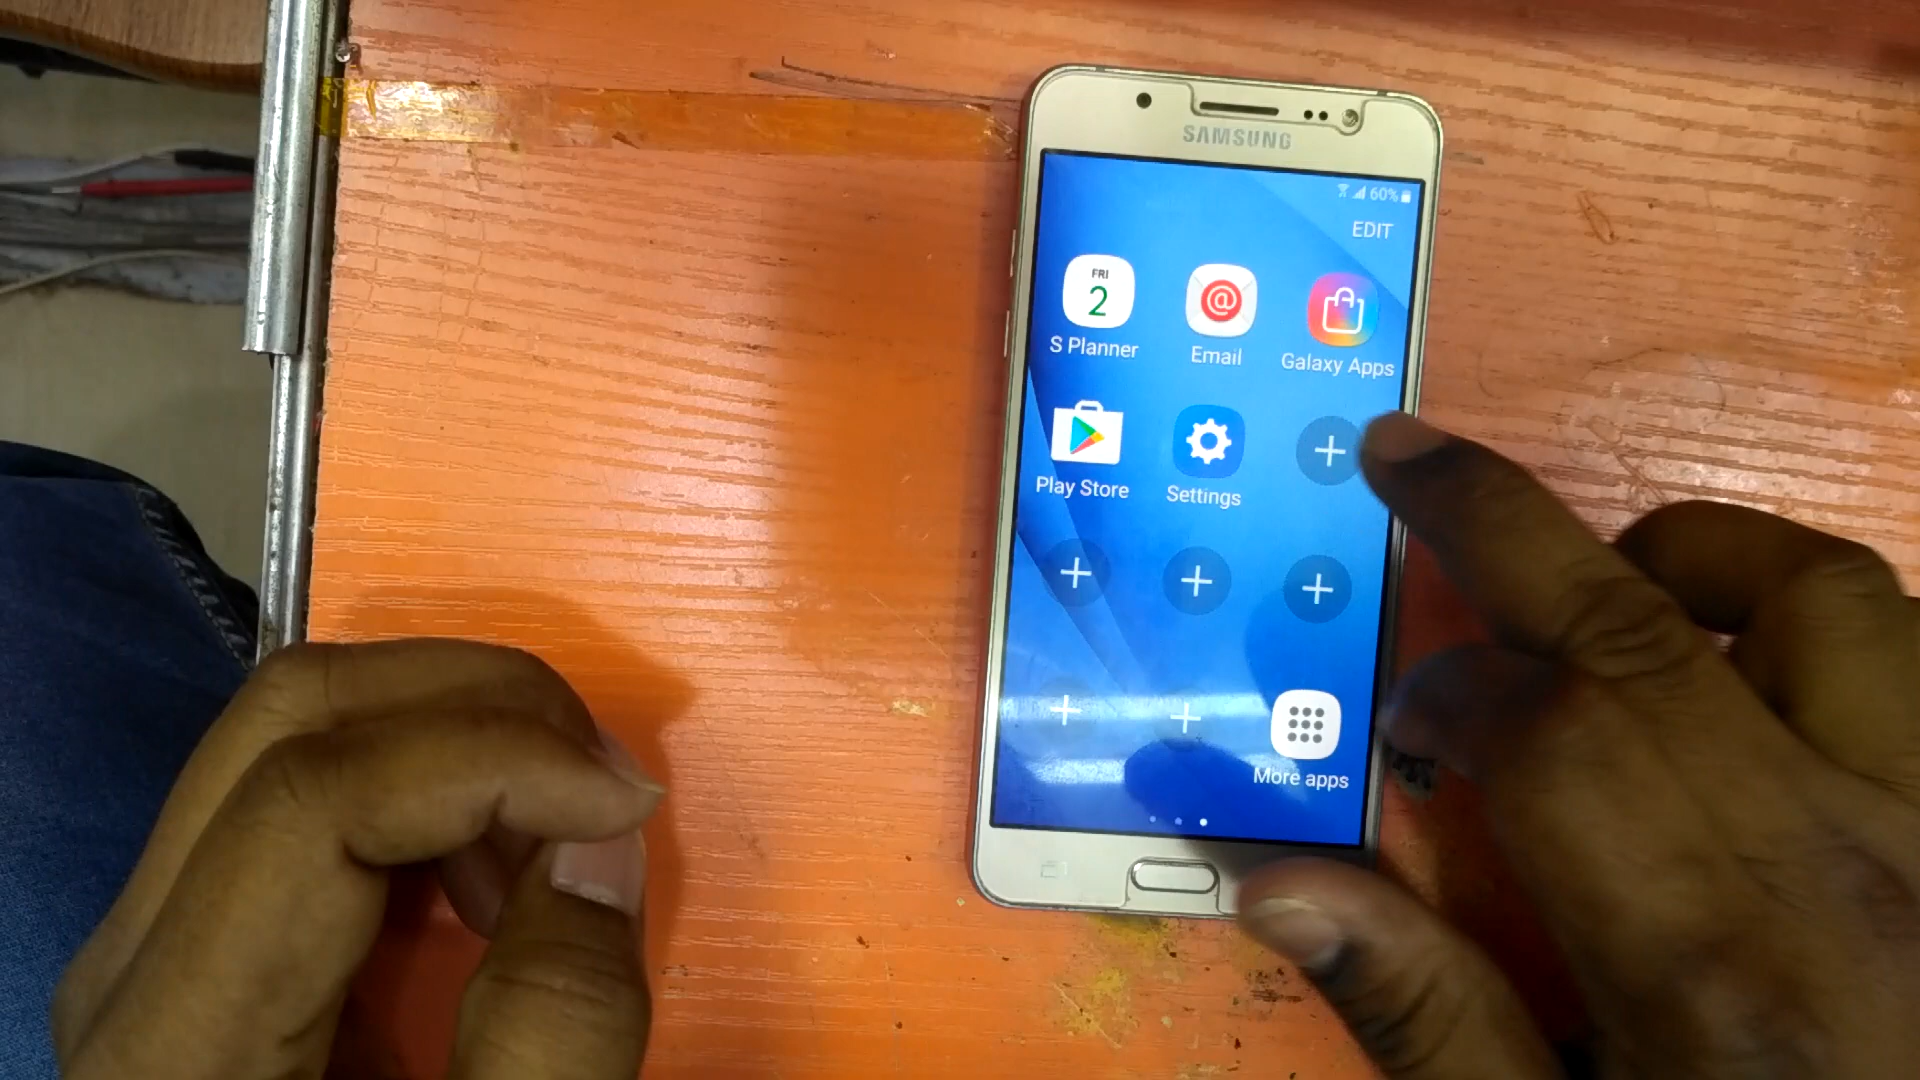 SAMSUNG
60%
EDIT
FRI
2
S Planner
Email
Galaxy Apps
Play Store
Settings
More apps